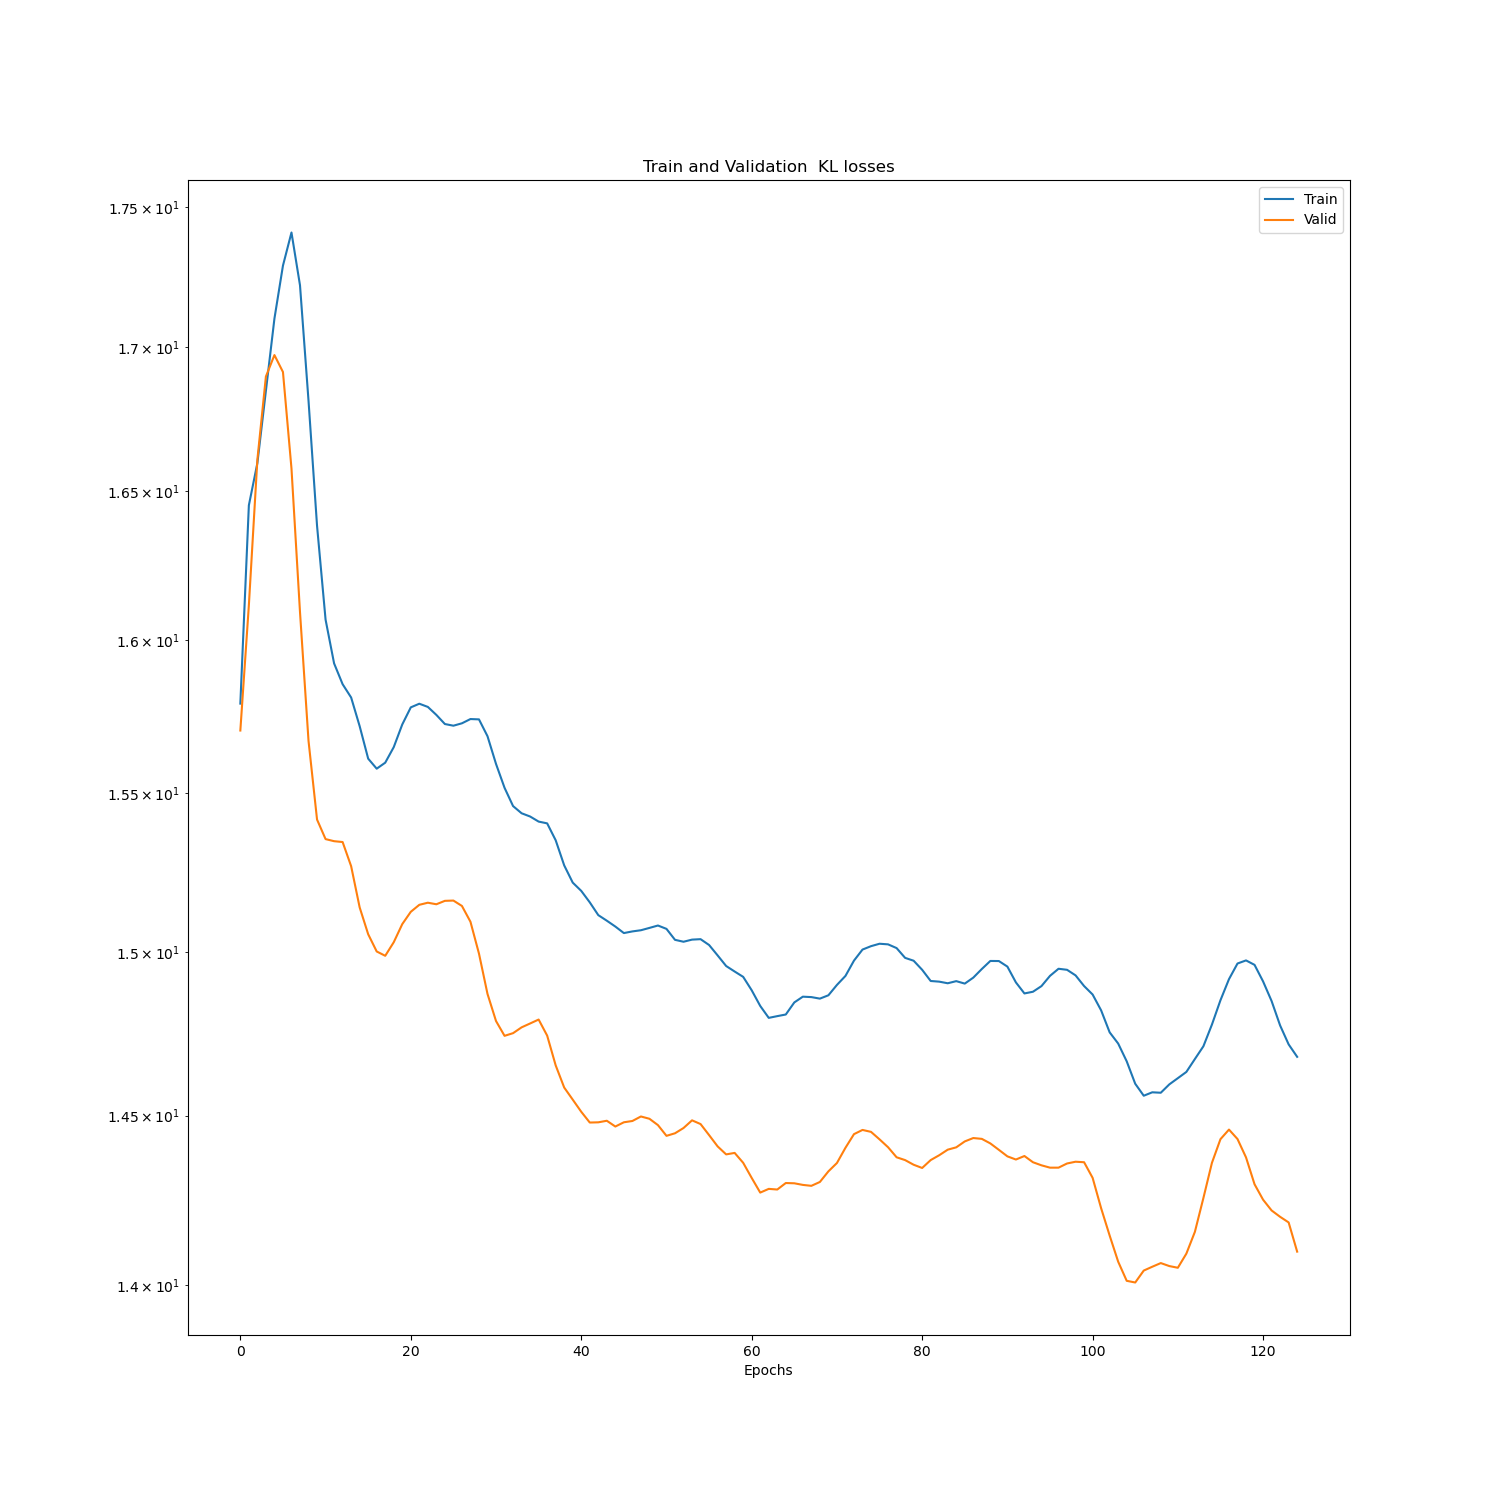 Train and Validation  KL losses
Train
Valid
1.75 × 10¹
1.7 × 10¹
1.65 × 10¹
1.6 × 10¹
1.55 × 10¹
1.5 × 10¹
1.45 × 10¹
1.4 × 10¹
0 20 40 60 80 100 120
Epochs